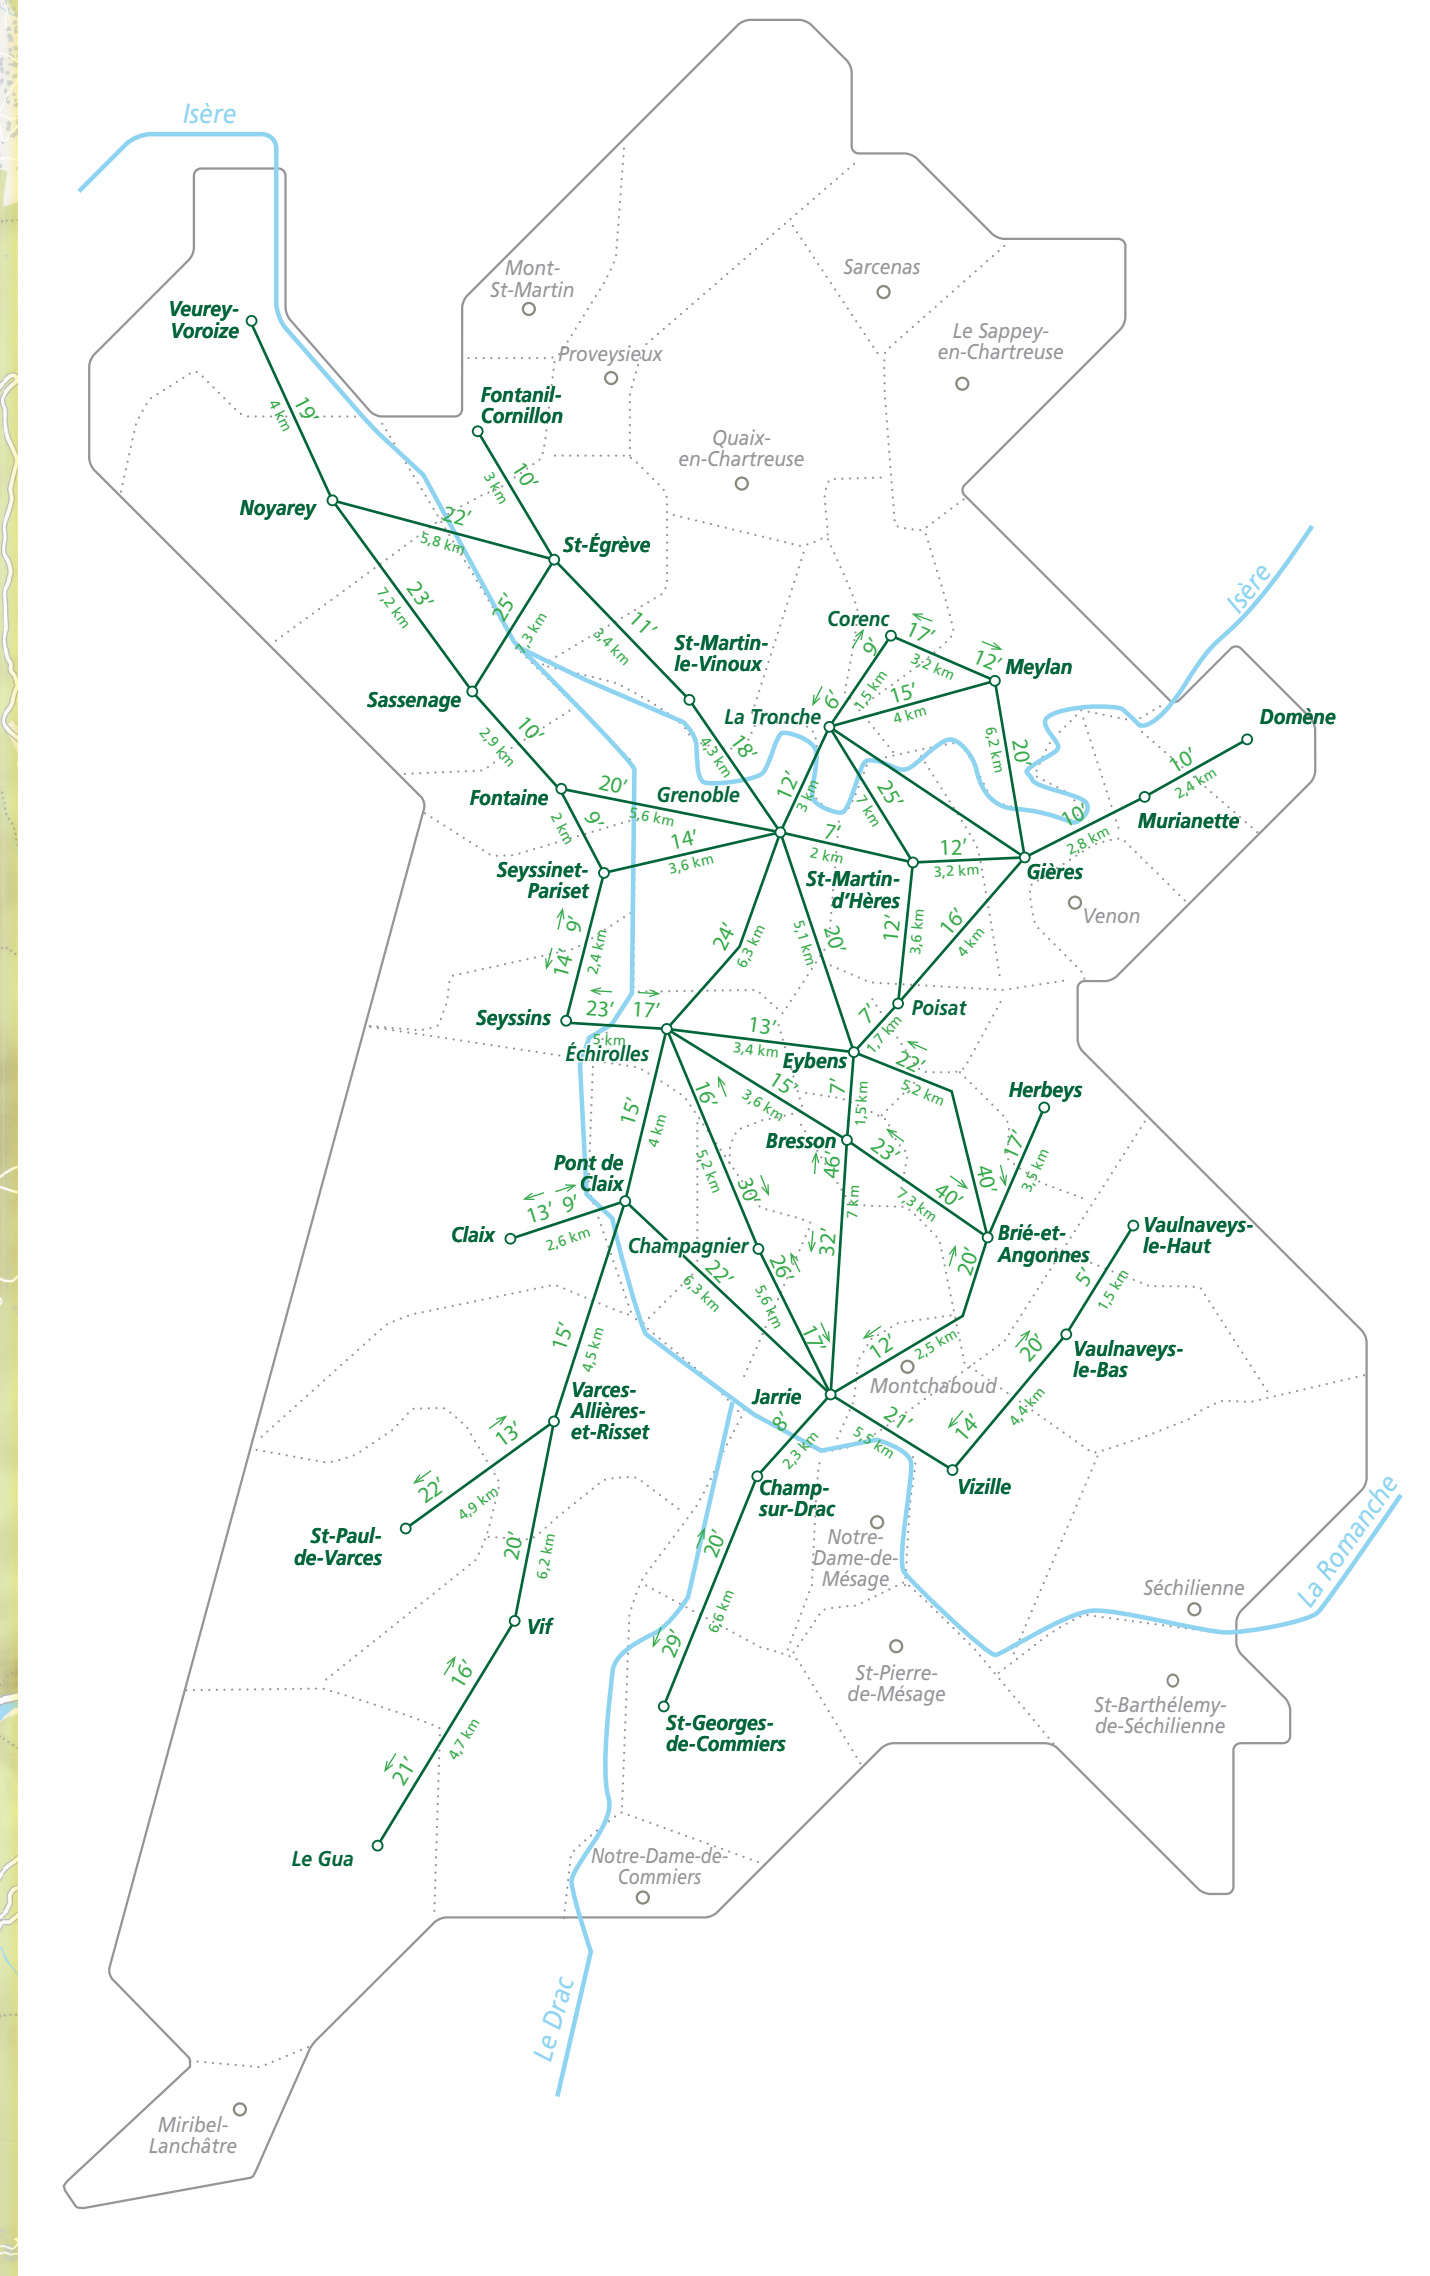 Isère
Mont-
St-Martin
Sarcenas
Veurey-
Voroize
Le Sappey-
en-Chartreuse
Proveysieux
Fontanil-
Cornillon
19’
4 km
Quaix-
en-Chartreuse
10’
3 km
Noyarey
22’
5,8 km
St-Égrève
Isère
23’
7,2 km
25’
7,3 km
11’
3,4 km
Corenc
17’
3,2 km
12’
9’
6’
1,5 km
St-Martin-
le-Vinoux
Meylan
15’
4 km
Sassenage
La Tronche
Domène
10’
2,9 km
18’
4,3 km
20’
6,2 km
10’
2,4 km
12’
3 km
25’
7 km
Fontaine
20’
5,6 km
Grenoble
Murianette
10’
2,8 km
9’
2 km
14’
3,6 km
7’
2 km
12’
3,2 km
Seyssinet-
Pariset
St-Martin-
d’Hères
Gières
Venon
9’
14’
2,4 km
24’
6,3 km
20’
5,1 km
12’
3,6 km
16’
4 km
Seyssins
23’
17’
5 km
Poisat
7’
1,7 km
Échirolles
13’
3,4 km
Eybens
22’
5,2 km
40’
15’
3,6 km
7’
1,5 km
Herbeys
17’
3,5 km
15’
4 km
16’
5,2 km
30’
Bresson
23’
7,3 km
40’
46’
7 km
32’
Pont de
Claix
13’
9’
2,6 km
Claix
Champagnier
Brié-et-
Angonnes
Vaulnaveys-
le-Haut
22’
6,3 km
26’
5,6 km
17’
20’
12’
2,5 km
5’
1,5 km
15’
4,5 km
Vaulnaveys-
le-Bas
20’
14’
4,4 km
Montchaboud
Varces-
Allières-
et-Risset
Jarrie
21’
5,5 km
8’
2,3 km
13’
22’
4,9 km
Champ-
sur-Drac
Vizille
St-Paul-
de-Varces
20’
6,2 km
20’
29’
6,6 km
Notre-
Dame-de-
Mésage
La Romanche
Séchilienne
Vif
16’
21’
4,7 km
St-Pierre-
de-Mésage
St-Barthélemy-
de-Séchilienne
St-Georges-
de-Commiers
Le Gua
Notre-Dame-de-
Commiers
Le Drac
Miribel-
Lanchâtre